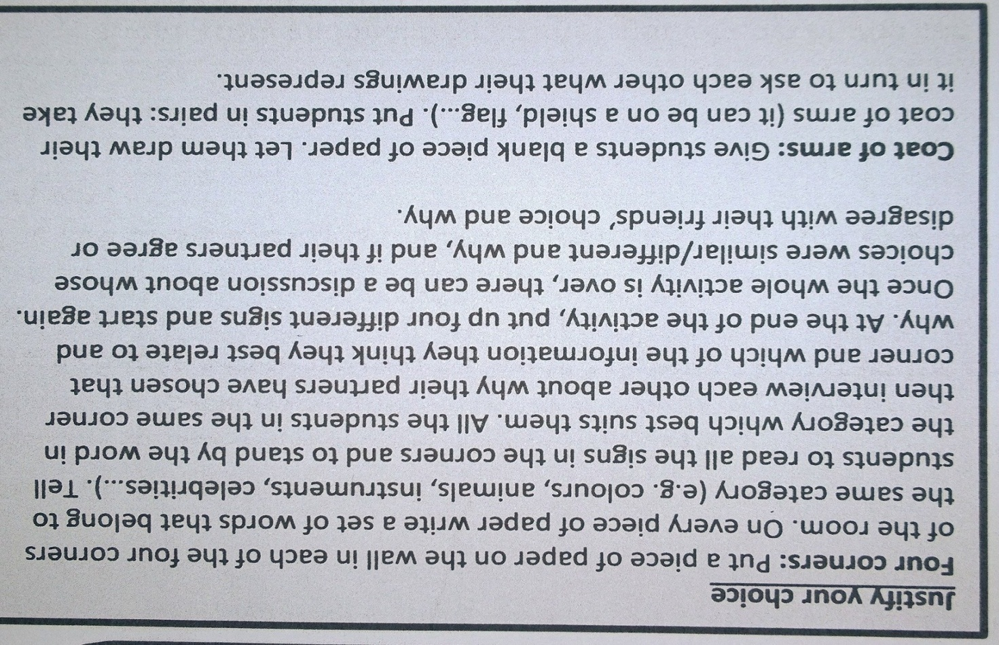 Justify your choice
Four corners: Put a piece of paper on the wall in each of the four corners
of the room. On every piece of paper write a set of words that belong to
the same category (e.g. colours, animals, instruments, celebrities...). Tell
students to read all the signs in the corners and to stand by the word in
the category which best suits them. All the students in the same corner
then interview each other about why their partners have chosen that
corner and which of the information they think they best relate to and
why. At the end of the activity, put up four different signs and start again.
Once the whole activity is over, there can be a discussion about whose
choices were similar/different and why, and if their partners agree or
disagree with their friends’ choice and why.
Coat of arms: Give students a blank piece of paper. Let them draw their
coat of arms (it can be on a shield, flag...). Put students in pairs: they take
it in turn to ask each other what their drawings represent.